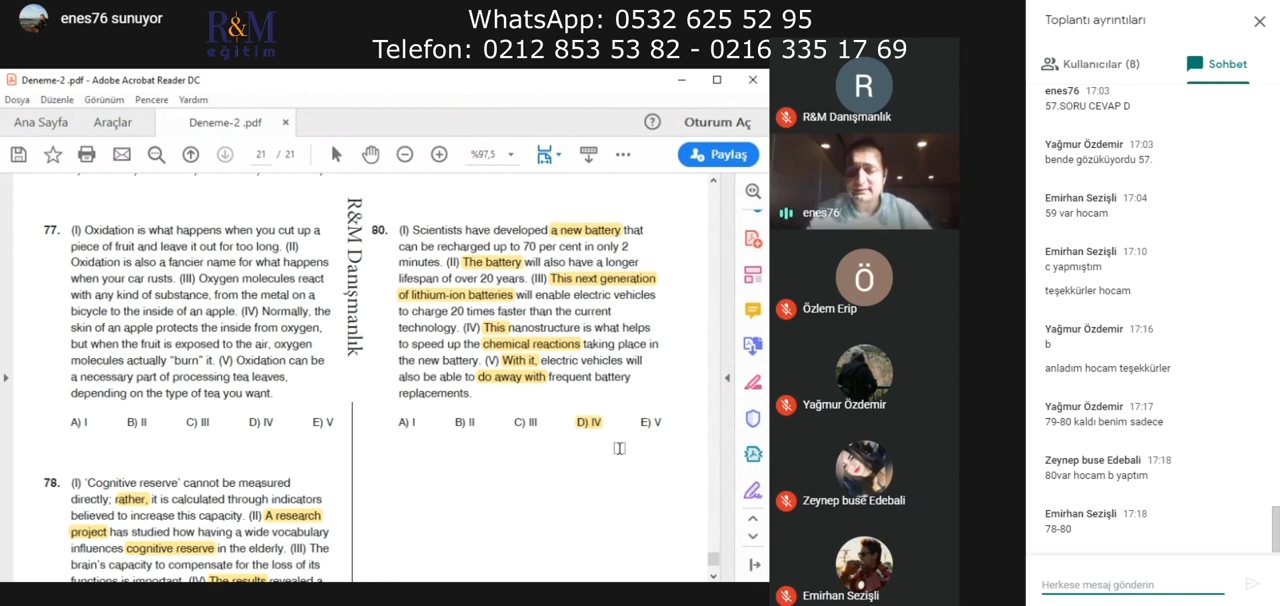 enes76 sunuyor
R&M
eğitim
WhatsApp: 0532 625 52 95
Telefon: 0212 853 53 82 - 0216 335 17 69
Deneme-2 .pdf - Adobe Acrobat Reader DC
Dosya Düzenle Görünüm Pencere Yardım
Ana Sayfa Araçlar Deneme-2 .pdf × Oturum Aç
21 / 21 %97,5 Paylaş
77. (I) Oxidation is what happens when you cut up a
piece of fruit and leave it out for too long. (II)
Oxidation is also a fancier name for what happens
when your car rusts. (III) Oxygen molecules react
with any kind of substance, from the metal on a
bicycle to the inside of an apple. (IV) Normally, the
skin of an apple protects the inside from oxygen,
but when the fruit is exposed to the air, oxygen
molecules actually “burn” it. (V) Oxidation can be
a necessary part of processing tea leaves,
depending on the type of tea you want.
A) I B) II C) III D) IV E) V
78. (I) ‘Cognitive reserve’ cannot be measured
directly; rather, it is calculated through indicators
believed to increase this capacity. (II) A research
project has studied how having a wide vocabulary
influences cognitive reserve in the elderly. (III) The
brain’s capacity to compensate for the loss of its
functions is important. (IV) The results revealed a
R&M Danışmanlık
80. (I) Scientists have developed a new battery that
can be recharged up to 70 per cent in only 2
minutes. (II) The battery will also have a longer
lifespan of over 20 years. (III) This next generation
of lithium-ion batteries will enable electric vehicles
to charge 20 times faster than the current
technology. (IV) This nanostructure is what helps
to speed up the chemical reactions taking place in
the new battery. (V) With it, electric vehicles will
also be able to do away with frequent battery
replacements.
A) I B) II C) III D) IV E) V
R
R&M Danışmanlık
enes76
Ö
Özlem Erip
Yağmur Özdemir
Zeynep buse Edebali
Emirhan Sezişli
Toplantı ayrıntıları
Kullanıcılar (8) Sohbet
enes76 17:03
57.SORU CEVAP D
Yağmur Özdemir 17:03
bende gözüküyordu 57.
Emirhan Sezişli 17:04
59 var hocam
Emirhan Sezişli 17:10
c yapmıştım
teşekkürler hocam
Yağmur Özdemir 17:16
b
anladım hocam teşekkürler
Yağmur Özdemir 17:17
79-80 kaldı benim sadece
Zeynep buse Edebali 17:18
80var hocam b yaptım
Emirhan Sezişli 17:18
78-80
Herkese mesaj gönderin